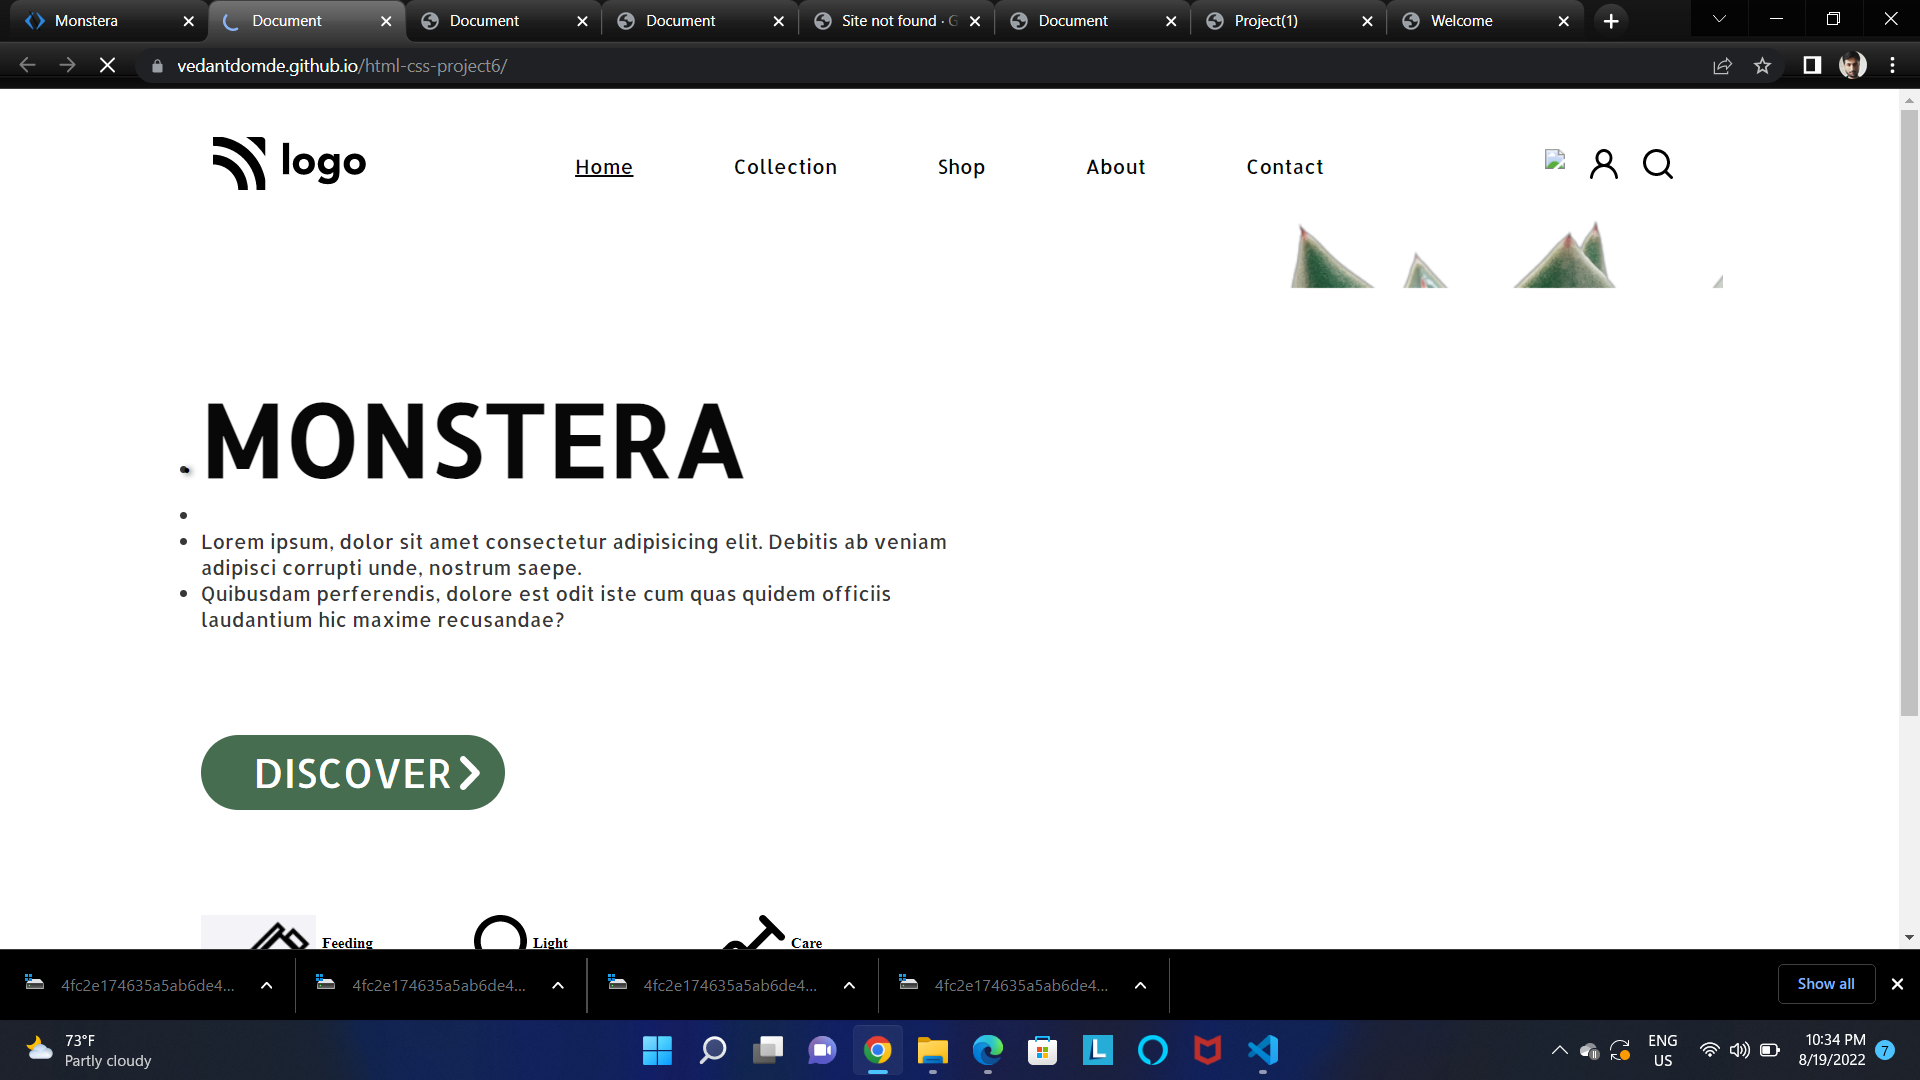 Monstera
Document
Document
Document
Site not found · G
Document
Project(1)
Welcome
vedantdomde.github.io/html-css-project6/
logo
Home
Collection
Shop
About
Contact
MONSTERA
Lorem ipsum, dolor sit amet consectetur adipisicing elit. Debitis ab veniam
adipisci corrupti unde, nostrum saepe.
Quibusdam perferendis, dolore est odit iste cum quas quidem officiis
laudantium hic maxime recusandae?
DISCOVER
Feeding
Light
Care
4fc2e174635a5ab6de4...
4fc2e174635a5ab6de4...
4fc2e174635a5ab6de4...
4fc2e174635a5ab6de4...
Show all
73°F
Partly cloudy
L
ENG
US
10:34 PM
8/19/2022
7